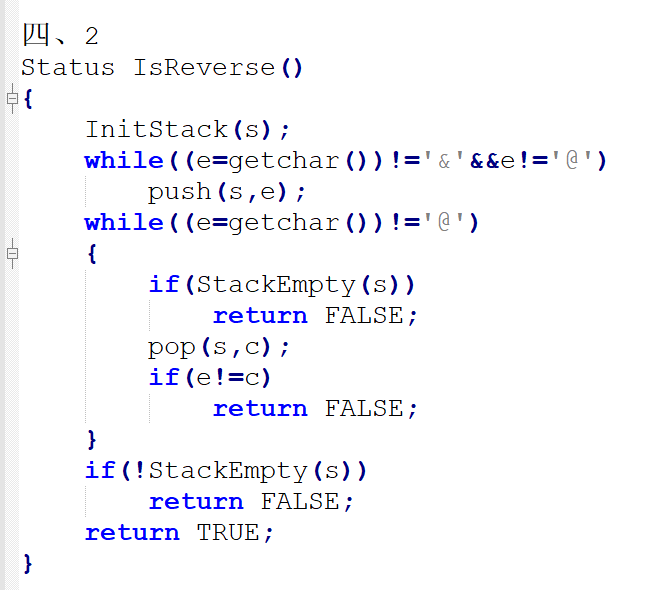 四、2
Status IsReverse()
{
    InitStack(s);
    while((e=getchar())!='&'&&e!='@')
        push(s,e);
    while((e=getchar())!='@')
    {
        if(StackEmpty(s))
            return FALSE;
        pop(s,c);
        if(e!=c)
            return FALSE;
    }
    if(!StackEmpty(s))
        return FALSE;
    return TRUE;
}